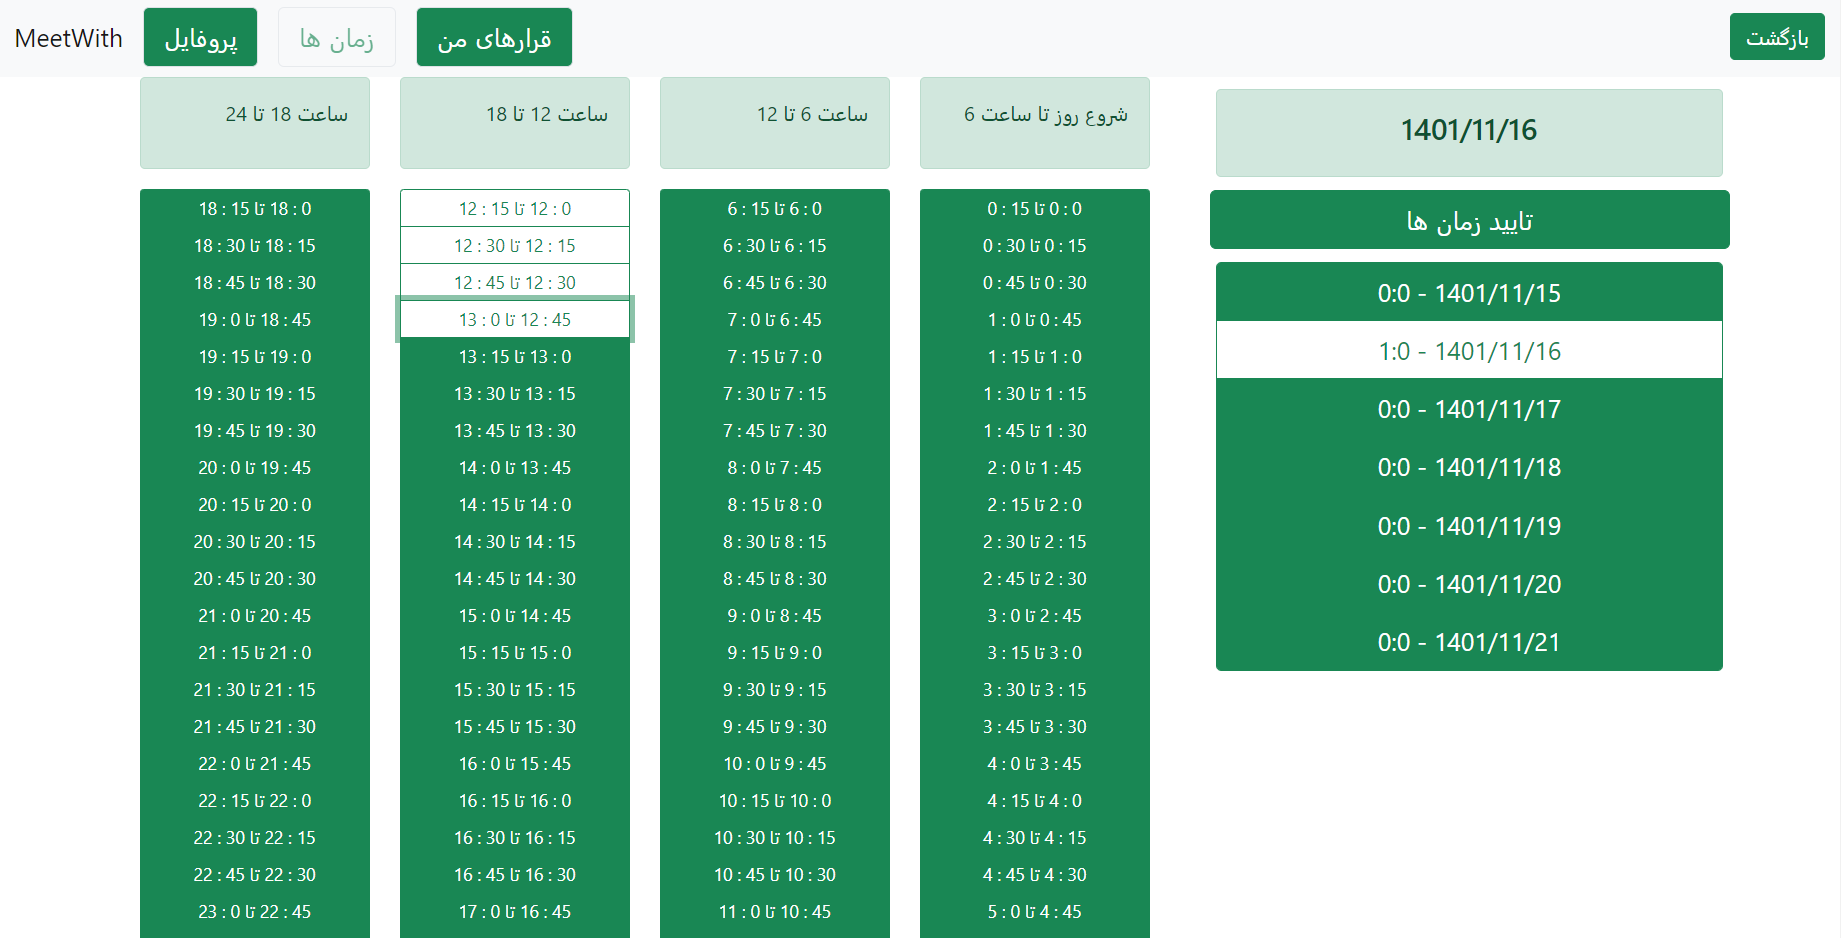 MeetWith
پروفایل
زمان ها
قرارهای من
بازگشت
1401/11/16
تایید زمان ها
0:0 - 1401/11/15
1:0 - 1401/11/16
0:0 - 1401/11/17
0:0 - 1401/11/18
0:0 - 1401/11/19
0:0 - 1401/11/20
0:0 - 1401/11/21
شروع روز تا ساعت 6
0 : 15 تا 0 : 0
0 : 30 تا 0 : 15
0 : 45 تا 0 : 30
1 : 0 تا 0 : 45
1 : 15 تا 1 : 0
1 : 30 تا 1 : 15
1 : 45 تا 1 : 30
2 : 0 تا 1 : 45
2 : 15 تا 2 : 0
2 : 30 تا 2 : 15
2 : 45 تا 2 : 30
3 : 0 تا 2 : 45
3 : 15 تا 3 : 0
3 : 30 تا 3 : 15
3 : 45 تا 3 : 30
4 : 0 تا 3 : 45
4 : 15 تا 4 : 0
4 : 30 تا 4 : 15
4 : 45 تا 4 : 30
5 : 0 تا 4 : 45
ساعت 6 تا 12
6 : 15 تا 6 : 0
6 : 30 تا 6 : 15
6 : 45 تا 6 : 30
7 : 0 تا 6 : 45
7 : 15 تا 7 : 0
7 : 30 تا 7 : 15
7 : 45 تا 7 : 30
8 : 0 تا 7 : 45
8 : 15 تا 8 : 0
8 : 30 تا 8 : 15
8 : 45 تا 8 : 30
9 : 0 تا 8 : 45
9 : 15 تا 9 : 0
9 : 30 تا 9 : 15
9 : 45 تا 9 : 30
10 : 0 تا 9 : 45
10 : 15 تا 10 : 0
10 : 30 تا 10 : 15
10 : 45 تا 10 : 30
11 : 0 تا 10 : 45
ساعت 12 تا 18
12 : 15 تا 12 : 0
12 : 30 تا 12 : 15
12 : 45 تا 12 : 30
13 : 0 تا 12 : 45
13 : 15 تا 13 : 0
13 : 30 تا 13 : 15
13 : 45 تا 13 : 30
14 : 0 تا 13 : 45
14 : 15 تا 14 : 0
14 : 30 تا 14 : 15
14 : 45 تا 14 : 30
15 : 0 تا 14 : 45
15 : 15 تا 15 : 0
15 : 30 تا 15 : 15
15 : 45 تا 15 : 30
16 : 0 تا 15 : 45
16 : 15 تا 16 : 0
16 : 30 تا 16 : 15
16 : 45 تا 16 : 30
17 : 0 تا 16 : 45
ساعت 18 تا 24
18 : 15 تا 18 : 0
18 : 30 تا 18 : 15
18 : 45 تا 18 : 30
19 : 0 تا 18 : 45
19 : 15 تا 19 : 0
19 : 30 تا 19 : 15
19 : 45 تا 19 : 30
20 : 0 تا 19 : 45
20 : 15 تا 20 : 0
20 : 30 تا 20 : 15
20 : 45 تا 20 : 30
21 : 0 تا 20 : 45
21 : 15 تا 21 : 0
21 : 30 تا 21 : 15
21 : 45 تا 21 : 30
22 : 0 تا 21 : 45
22 : 15 تا 22 : 0
22 : 30 تا 22 : 15
22 : 45 تا 22 : 30
23 : 0 تا 22 : 45